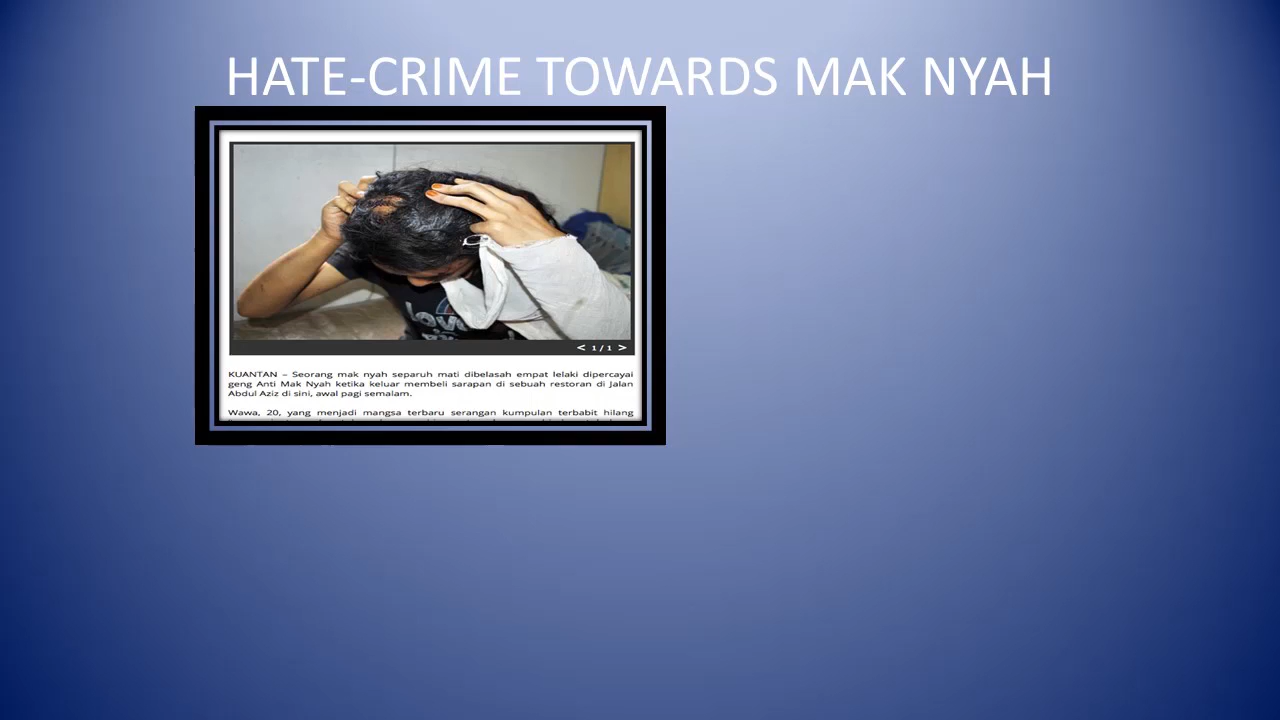 HATE-CRIME TOWARDS MAK NYAH
< 1/1 >
KUANTAN – Seorang mak nyah separuh mati dibelasah empat lelaki dipercayai
geng Anti Mak Nyah ketika keluar membeli sarapan di sebuah restoran di Jalan
Abdul Aziz di sini, awal pagi semalam.
Wawa, 20, yang menjadi mangsa terbaru serangan kumpulan terbabit hilang